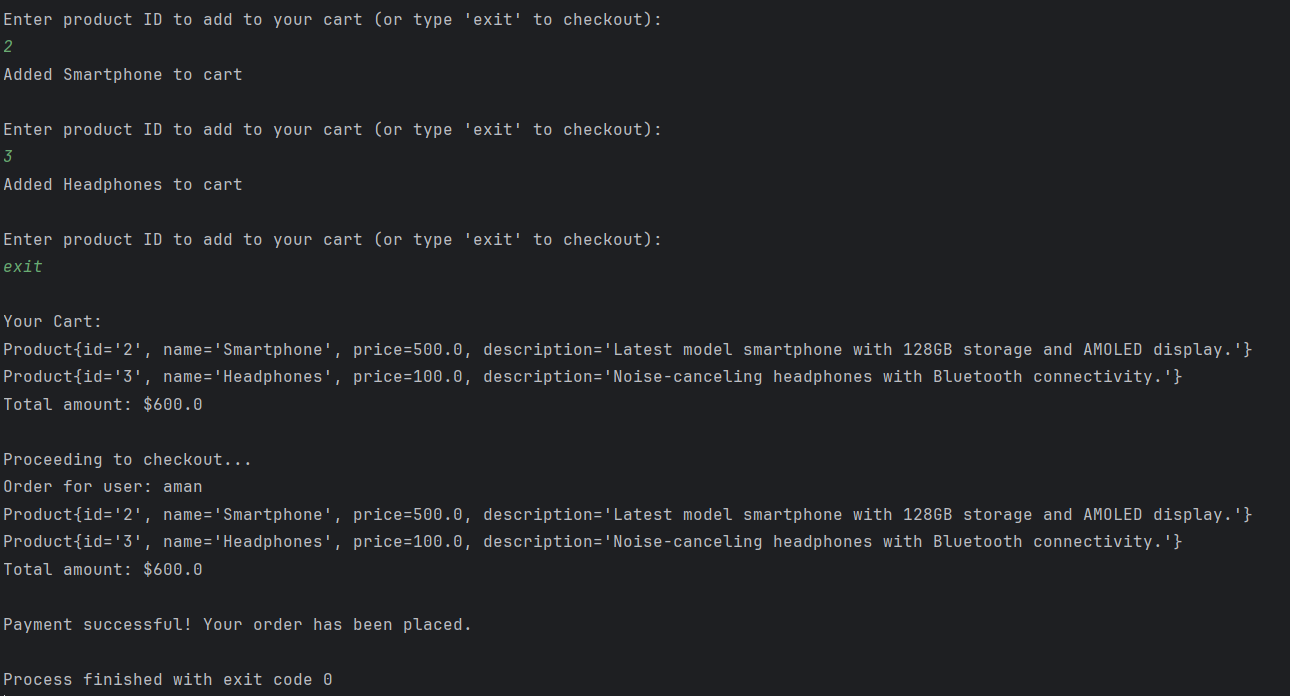 Enter product ID to add to your cart (or type 'exit' to checkout):
2
Added Smartphone to cart
Enter product ID to add to your cart (or type 'exit' to checkout):
3
Added Headphones to cart
Enter product ID to add to your cart (or type 'exit' to checkout):
exit
Your Cart:
Product{id='2', name='Smartphone', price=500.0, description='Latest model smartphone with 128GB storage and AMOLED display.'}
Product{id='3', name='Headphones', price=100.0, description='Noise-canceling headphones with Bluetooth connectivity.'}
Total amount: $600.0
Proceeding to checkout...
Order for user: aman
Product{id='2', name='Smartphone', price=500.0, description='Latest model smartphone with 128GB storage and AMOLED display.'}
Product{id='3', name='Headphones', price=100.0, description='Noise-canceling headphones with Bluetooth connectivity.'}
Total amount: $600.0
Payment successful! Your order has been placed.
Process finished with exit code 0